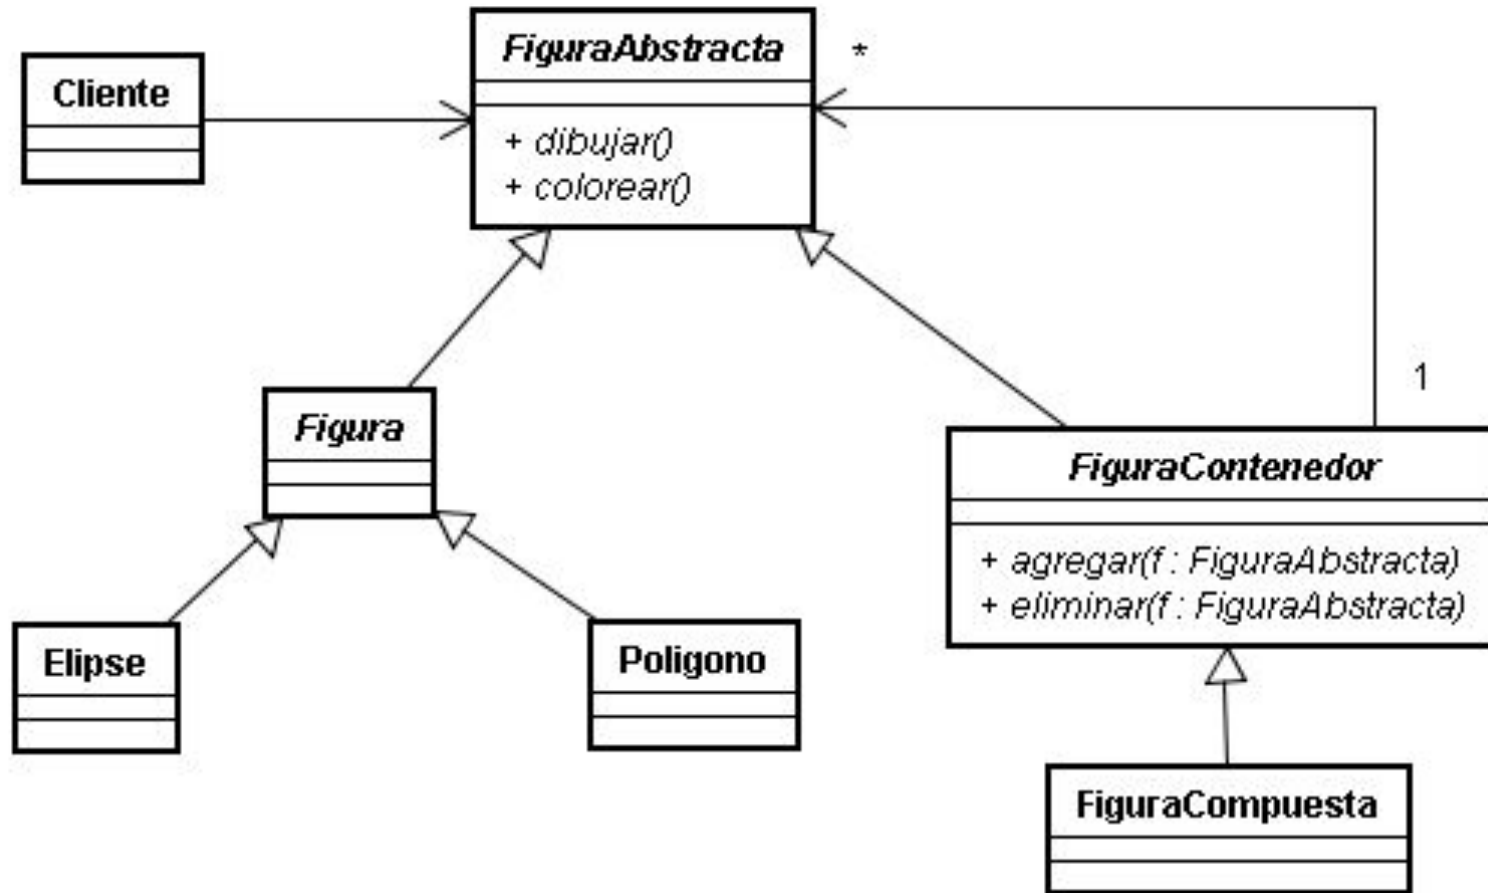 FiguraAbstracta
*
Cliente
+ dibujar()
+ colorear()
1
Figura
FiguraContenedor
+ agregar(f : FiguraAbstracta)
+ eliminar(f : FiguraAbstracta)
Elipse
Poligono
FiguraCompuesta